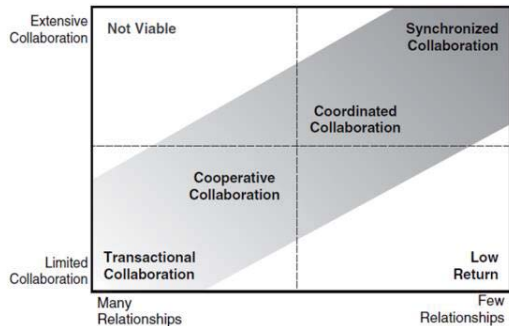 Extensive
Collaboration
Not Viable
Synchronized
Collaboration
Coordinated
Collaboration
Cooperative
Collaboration
Limited
Collaboration
Transactional
Collaboration
Low
Return
Many
Relationships
Few
Relationships